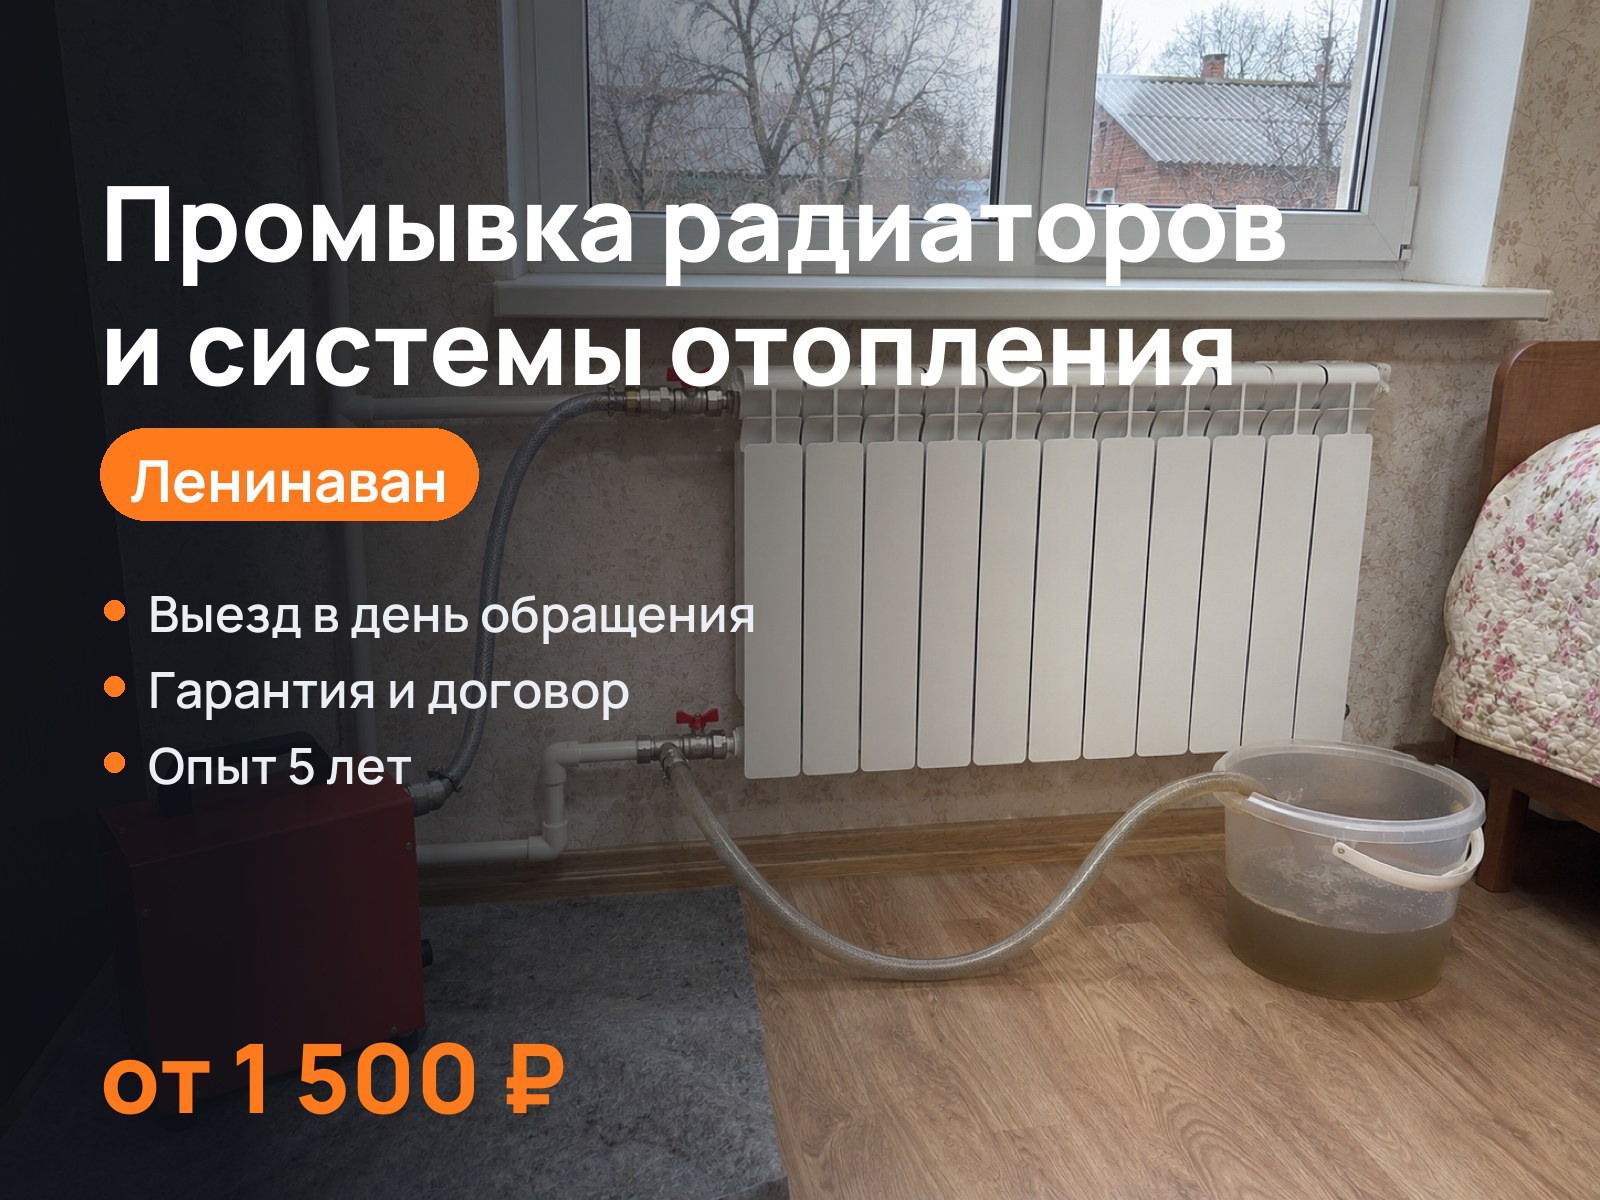 Промывка радиаторов
и системы отопления
Ленинаван
Выезд в день обращения
Гарантия и договор
Опыт 5 лет
от 1 500 ₽